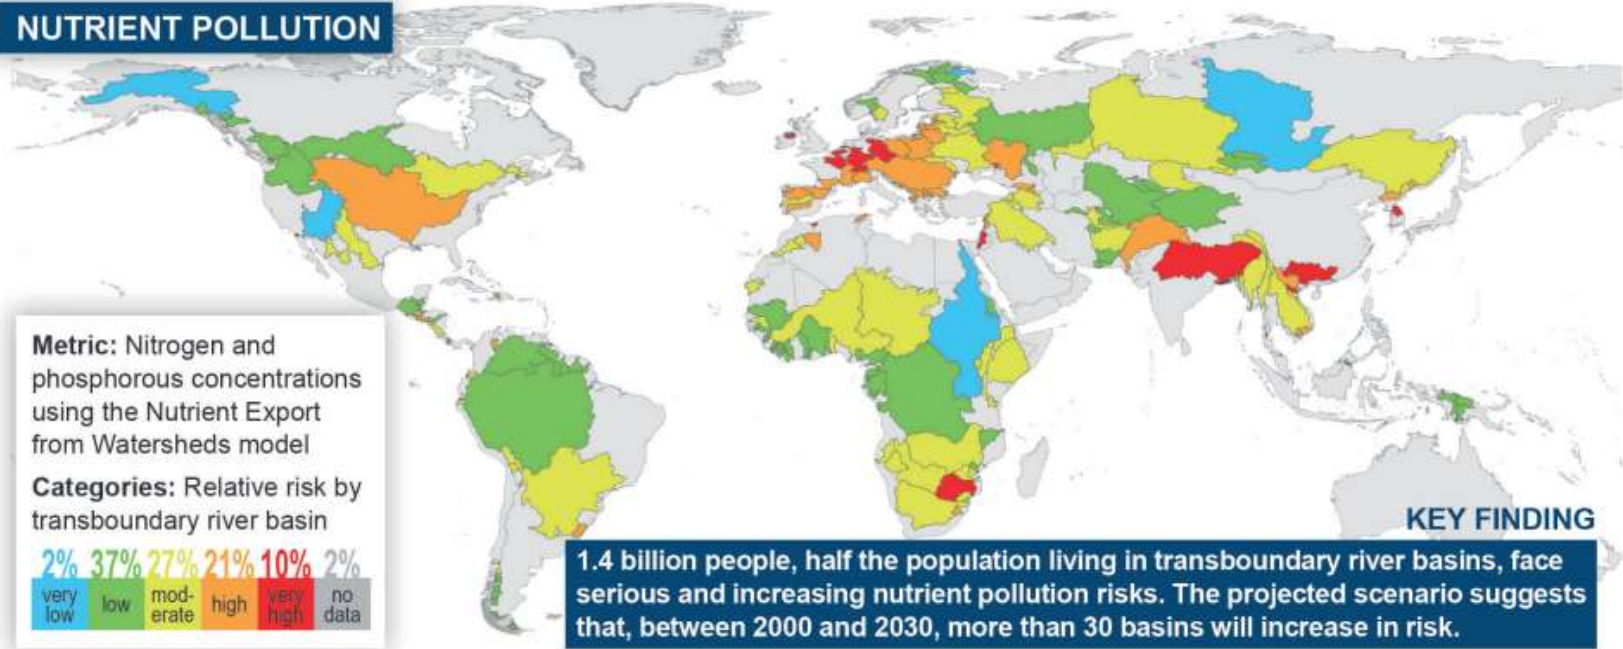 NUTRIENT POLLUTION
Metric: Nitrogen and
phosphorous concentrations
using the Nutrient Export
from Watersheds model
Categories: Relative risk by
transboundary river basin
2% 37% 27% 21% 10% 2%
very low
low
mod-erate
high
very high
no data
KEY FINDING
1.4 billion people, half the population living in transboundary river basins, face
serious and increasing nutrient pollution risks. The projected scenario suggests
that, between 2000 and 2030, more than 30 basins will increase in risk.